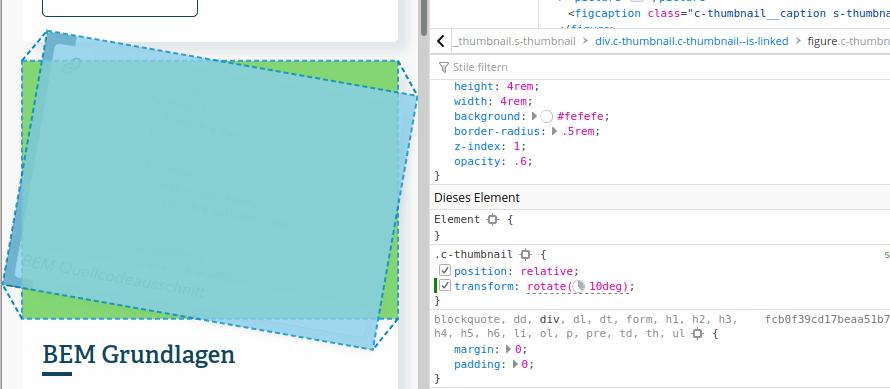 <figcaption class="c-thumbnail__caption s-thumbna
_thumbnail.s-thumbnail > div.c-thumbnail.c-thumbnail--is-linked > figure.c-thumbn
Stile filtern
height: 4rem;
width: 4rem;
background: #fefefe;
border-radius: .5rem;
z-index: 1;
opacity: .6;
}
Dieses Element
Element {
}
.c-thumbnail { s
position: relative;
transform: rotate( 10deg);
}
blockquote, dd, div, dl, dt, form, h1, h2, h3, fcb0f39cd17beaa51b7
h4, h5, h6, li, ol, p, pre, td, th, ul {
margin: 0;
padding: 0;
}
BEM Quellcodeausschnitt
BEM Grundlagen